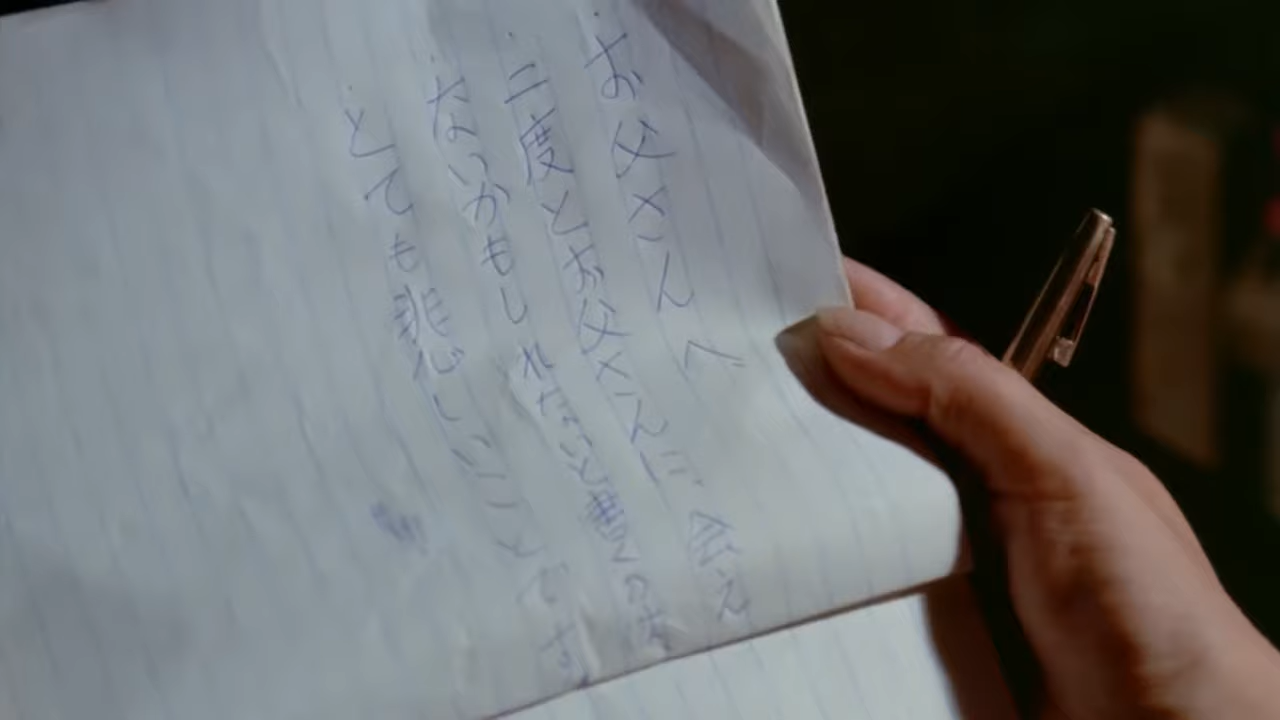 お父さんへ
二度とお父さんに会え
ないかもしれないと思うのは
とても悲しいことです